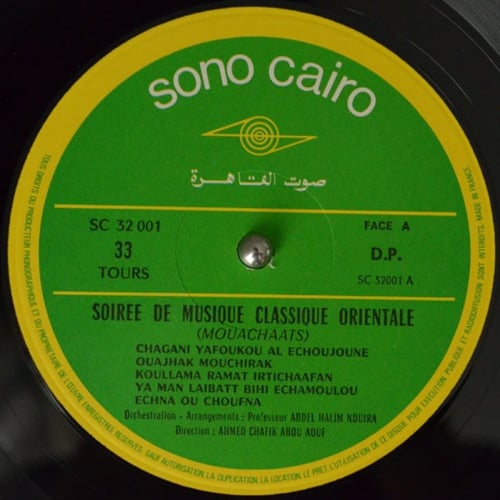 sono cairo
صوت القاهرة
SC 32 001
33
TOURS
FACE A
D.P.
SC 32001 A
SOIREE DE MUSIQUE CLASSIQUE ORIENTALE
(MOUACHAATS)
CHAGANI YAFOUKOU AL ECHOUJOUNE
OUAJHAK MOUCHIRAK
KOULLAMA RAMAT IRTICHAAFAN
YA MAN LAIBATT BIHI ECHAMOULOU
ECHNA OU CHOUFNA
Orchestration - Arrangements : Professeur ABDEL HALIM NOUIRA
Direction : AHMED CHAFIK ABOU AOUF
TOUS DROITS DU PRODUCTEUR PHONOGRAPHIQUE ET DU PROPRIETAIRE DE L'ŒUVRE ENREGISTREE RESERVES. SAUF AUTORISATION, LA DUPLICATION, LA LOCATION, LE PRET, L'UTILISATION DE CE DISQUE POUR EXECUTION PUBLIQUE ET RADIODIFFUSION SONT INTERDITS.